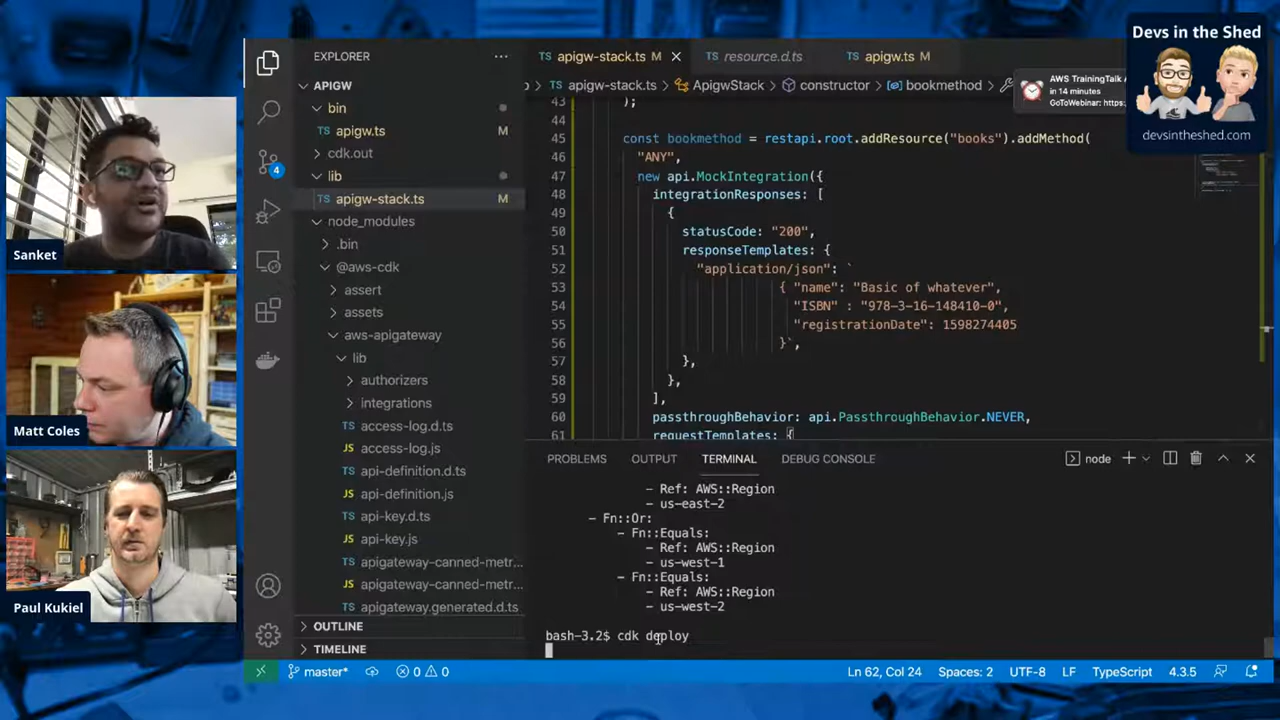 Devs in the Shed
devsintheshed.com
AWS TrainingTalk
in 14 minutes
GoToWebinar: https:
Sanket
Matt Coles
Paul Kukiel
EXPLORER
APIGW
bin
apigw.ts M
cdk.out
lib
apigw-stack.ts M
node_modules
.bin
@aws-cdk
assert
assets
aws-apigateway
lib
authorizers
integrations
access-log.d.ts
access-log.js
api-definition.d.ts
api-definition.js
api-key.d.ts
api-key.js
apigateway-canned-metr...
apigateway-canned-metr...
apigateway.generated.d.ts
OUTLINE
TIMELINE
4
apigw-stack.ts M
resource.d.ts
apigw.ts M
apigw-stack.ts > ApigwStack > constructor > bookmethod >
43 );
44
45 const bookmethod = restapi.root.addResource("books").addMethod(
46 "ANY",
47 new api.MockIntegration({
48 integrationResponses: [
49 {
50 statusCode: "200",
51 responseTemplates: {
52 "application/json": `
53 { "name": "Basic of whatever",
54 "ISBN" : "978-3-16-148410-0",
55 "registrationDate": 1598274405
56 }`,
57 },
58 },
59 ],
60 passthroughBehavior: api.PassthroughBehavior.NEVER,
61 requestTemplates: {
PROBLEMS OUTPUT TERMINAL DEBUG CONSOLE
node
- Ref: AWS::Region
- us-east-2
- Fn::Or:
- Fn::Equals:
- Ref: AWS::Region
- us-west-1
- Fn::Equals:
- Ref: AWS::Region
- us-west-2
bash-3.2$ cdk deploy
master* 0 0 Ln 62, Col 24 Spaces: 2 UTF-8 LF TypeScript 4.3.5